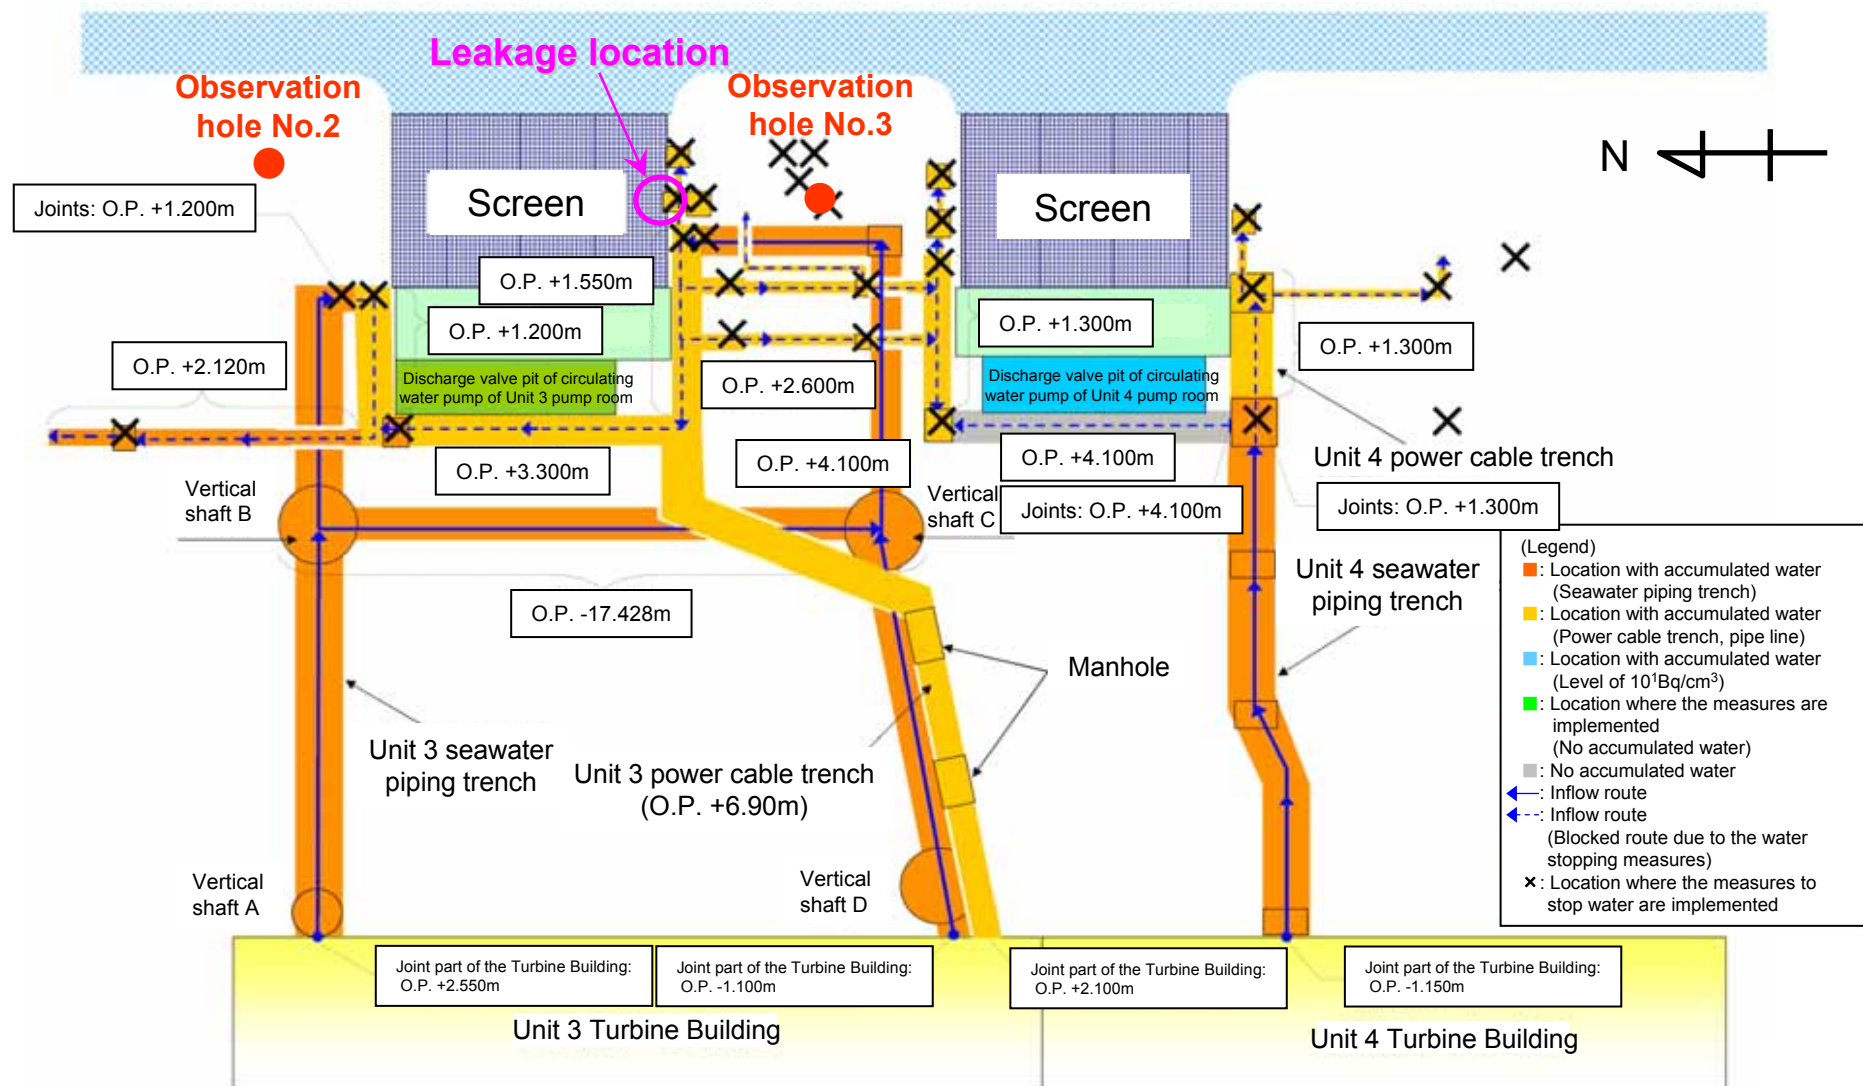 Leakage location
Observation
hole No.2
Observation
hole No.3
N
Joints: O.P. +1.200m
Screen
Screen
O.P. +1.550m
O.P. +1.200m
O.P. +1.300m
O.P. +1.300m
O.P. +2.120m
Discharge valve pit of circulating
water pump of Unit 3 pump room
O.P. +2.600m
Discharge valve pit of circulating
water pump of Unit 4 pump room
O.P. +3.300m
O.P. +4.100m
O.P. +4.100m
Unit 4 power cable trench
Vertical
shaft B
Vertical
shaft C
Joints: O.P. +4.100m
Joints: O.P. +1.300m
O.P. -17.428m
Unit 4 seawater
piping trench
Manhole
(Legend)
: Location with accumulated water
(Seawater piping trench)
: Location with accumulated water
(Power cable trench, pipe line)
: Location with accumulated water
(Level of 10¹Bq/cm³)
: Location where the measures are
implemented
(No accumulated water)
: No accumulated water
: Inflow route
: Inflow route
(Blocked route due to the water
stopping measures)
×: Location where the measures to
stop water are implemented
Unit 3 seawater
piping trench
Unit 3 power cable trench
(O.P. +6.90m)
Vertical
shaft A
Vertical
shaft D
Joint part of the Turbine Building:
O.P. +2.550m
Joint part of the Turbine Building:
O.P. -1.100m
Joint part of the Turbine Building:
O.P. +2.100m
Joint part of the Turbine Building:
O.P. -1.150m
Unit 3 Turbine Building
Unit 4 Turbine Building